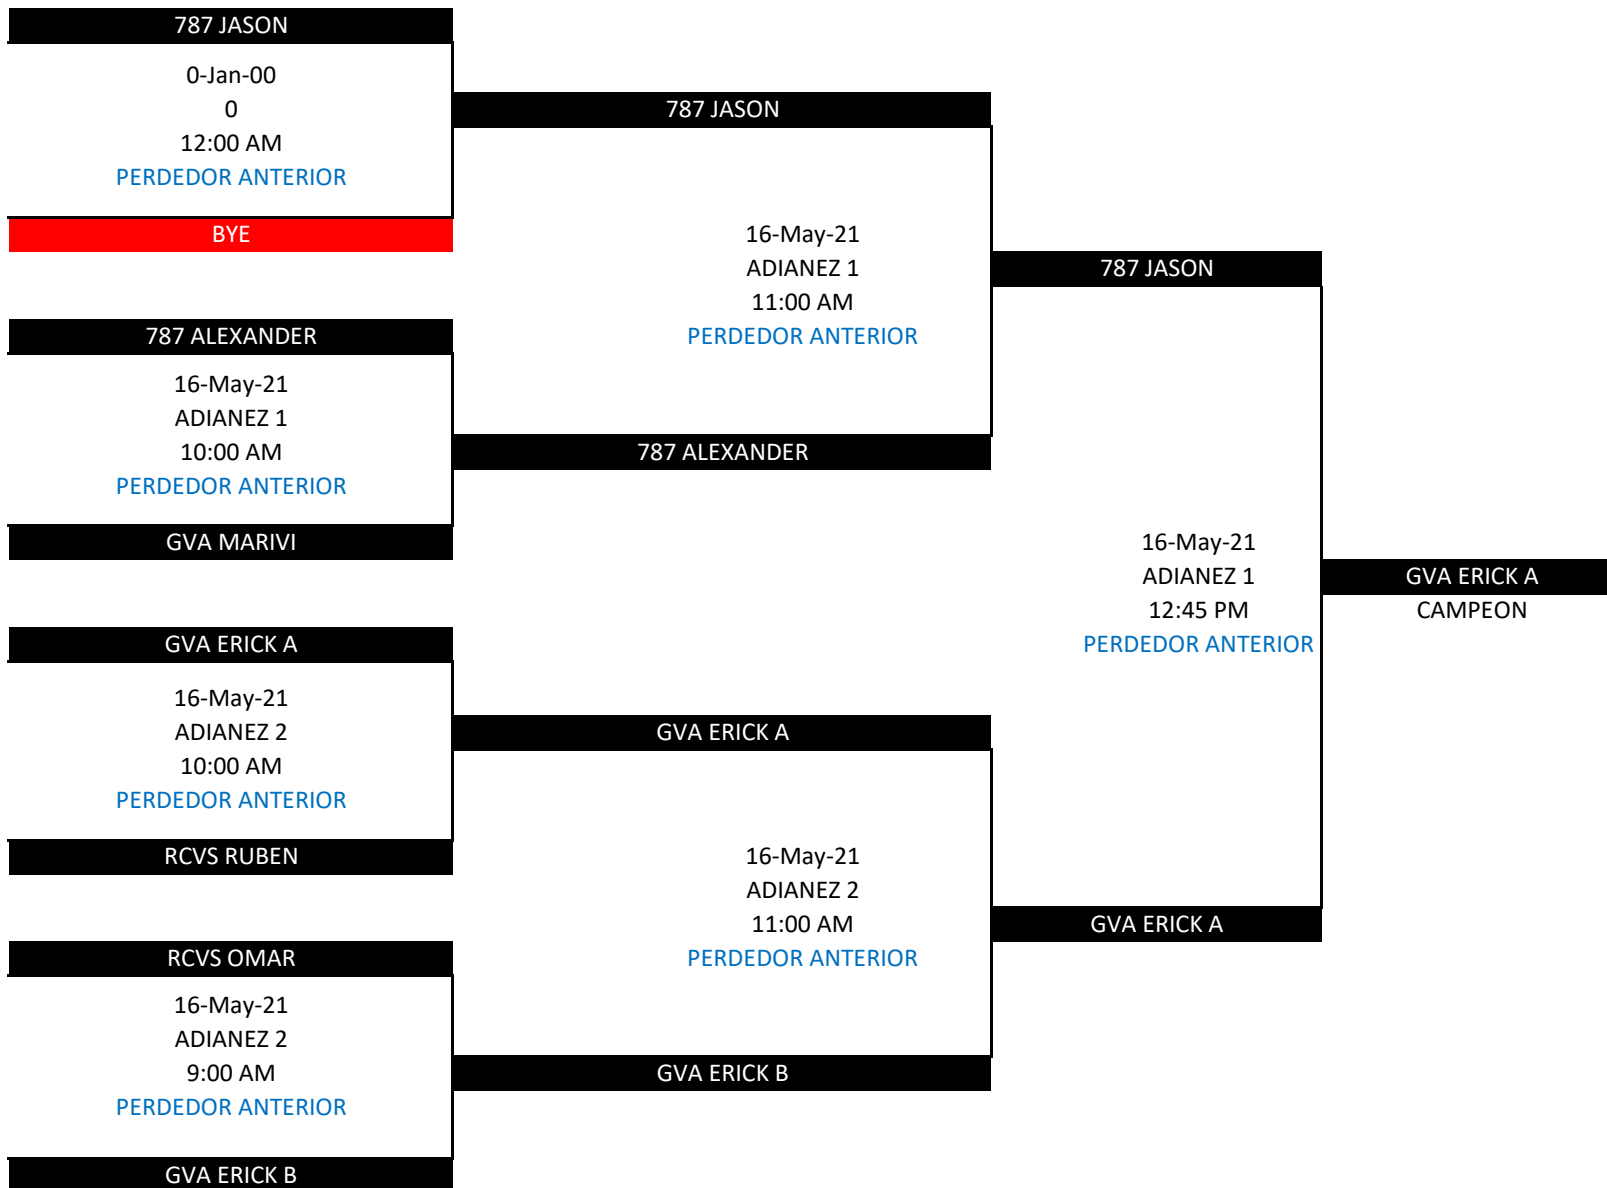 787 JASON
0-Jan-00
0
12:00 AM
PERDEDOR ANTERIOR
BYE
787 ALEXANDER
16-May-21
ADIANEZ 1
10:00 AM
PERDEDOR ANTERIOR
GVA MARIVI
GVA ERICK A
16-May-21
ADIANEZ 2
10:00 AM
PERDEDOR ANTERIOR
RCVS RUBEN
RCVS OMAR
16-May-21
ADIANEZ 2
9:00 AM
PERDEDOR ANTERIOR
GVA ERICK B
787 JASON
16-May-21
ADIANEZ 1
11:00 AM
PERDEDOR ANTERIOR
787 ALEXANDER
GVA ERICK A
16-May-21
ADIANEZ 2
11:00 AM
PERDEDOR ANTERIOR
GVA ERICK B
787 JASON
16-May-21
ADIANEZ 1
12:45 PM
PERDEDOR ANTERIOR
GVA ERICK A
GVA ERICK A
CAMPEON